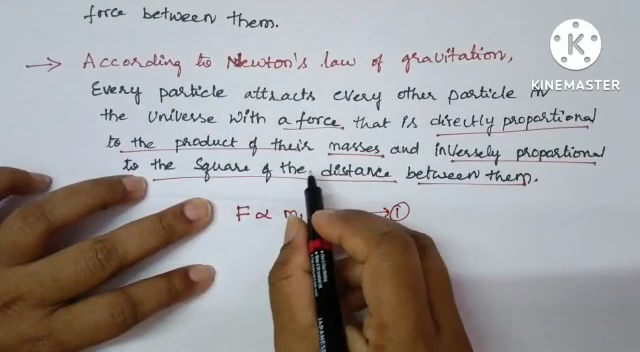 force between them.
→ According to Newton's law of gravitation,
Every particle attracts every other particle in
the Universe with a force that is directly proportional
to the product of their masses and inversely proportional
to the square of the distance between them.
F ∝ m₁ → ①
K
KINEMASTER